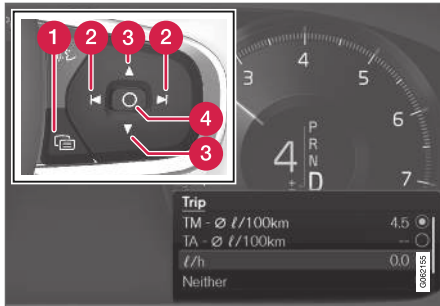 1
2
3
2
4
3
3
4
5
6
7
P
R
N
D
4
±
Trip
TM - Ø ℓ/100km 4.5
TA - Ø ℓ/100km --
ℓ/h 0.0
Neither
G062155